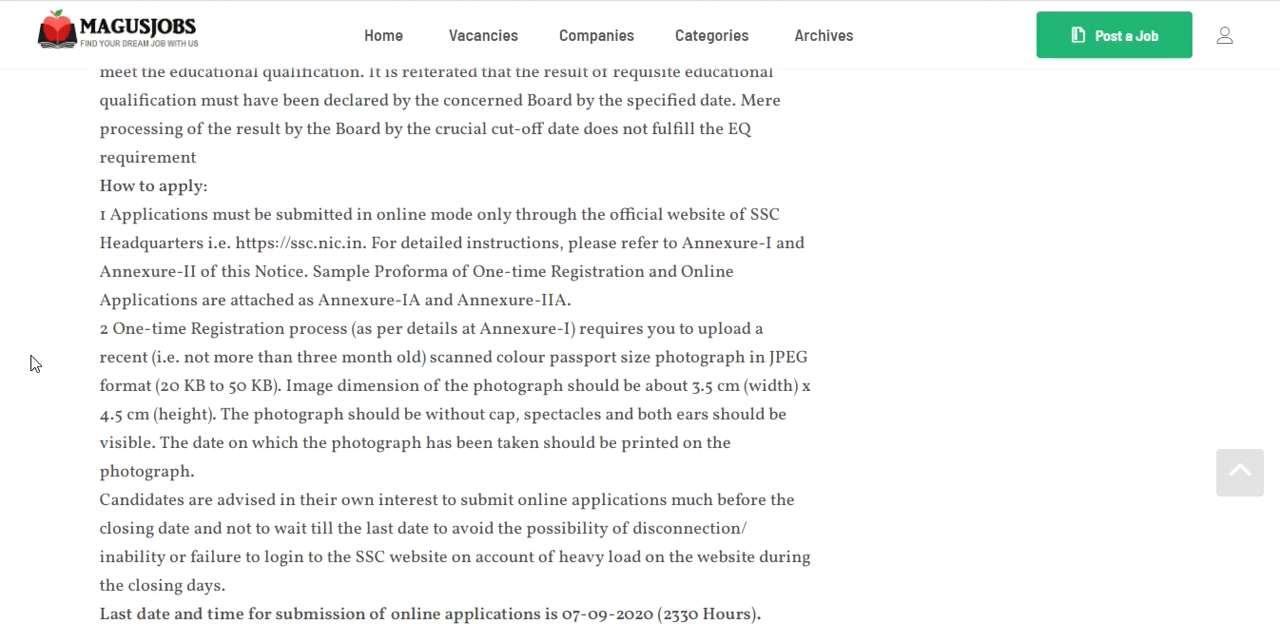 MAGUSJOBS
FIND YOUR DREAM JOB WITH US
Home
Vacancies
Companies
Categories
Archives
Post a Job
meet the educational qualification. It is reiterated that the result of requisite educational
qualification must have been declared by the concerned Board by the specified date. Mere
processing of the result by the Board by the crucial cut-off date does not fulfill the EQ
requirement
How to apply:
1 Applications must be submitted in online mode only through the official website of SSC
Headquarters i.e. https://ssc.nic.in. For detailed instructions, please refer to Annexure-I and
Annexure-II of this Notice. Sample Proforma of One-time Registration and Online
Applications are attached as Annexure-IA and Annexure-IIA.
2 One-time Registration process (as per details at Annexure-I) requires you to upload a
recent (i.e. not more than three month old) scanned colour passport size photograph in JPEG
format (20 KB to 50 KB). Image dimension of the photograph should be about 3.5 cm (width) x
4.5 cm (height). The photograph should be without cap, spectacles and both ears should be
visible. The date on which the photograph has been taken should be printed on the
photograph.
Candidates are advised in their own interest to submit online applications much before the
closing date and not to wait till the last date to avoid the possibility of disconnection/
inability or failure to login to the SSC website on account of heavy load on the website during
the closing days.
Last date and time for submission of online applications is 07-09-2020 (2330 Hours).